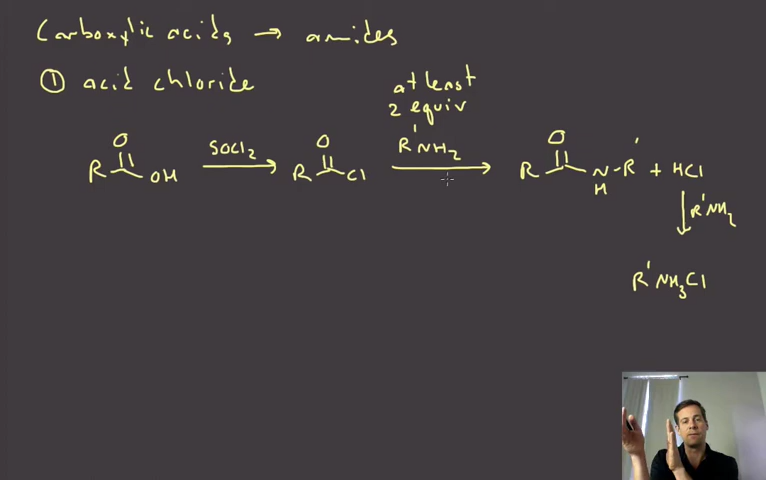 Carboxylic acids → amides
① acid chloride
at least
2 equiv
O
R OH
SOCl2
O
R Cl
R'NH2
O
R N-R'
H
+ HCl
R'NH2
R'NH3Cl